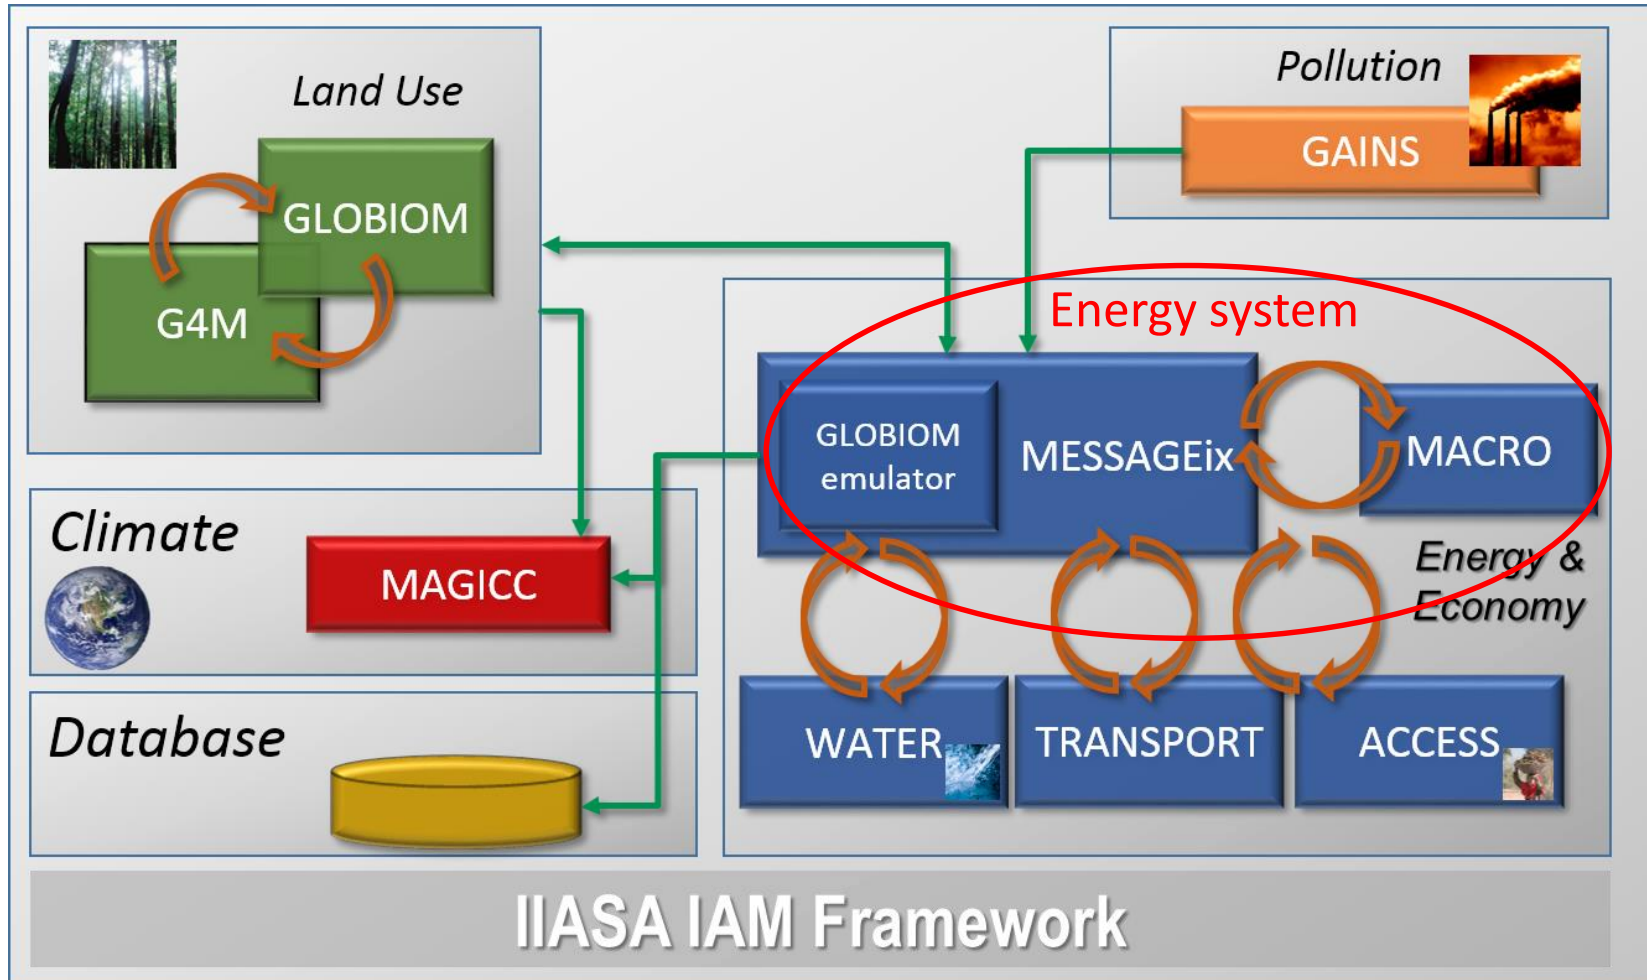 Land Use
GLOBIOM
G4M
Pollution
GAINS
Energy system
GLOBIOM
emulator
MESSAGEix
MACRO
Energy &
Economy
WATER
TRANSPORT
ACCESS
Climate
MAGICC
Database
IIASA IAM Framework